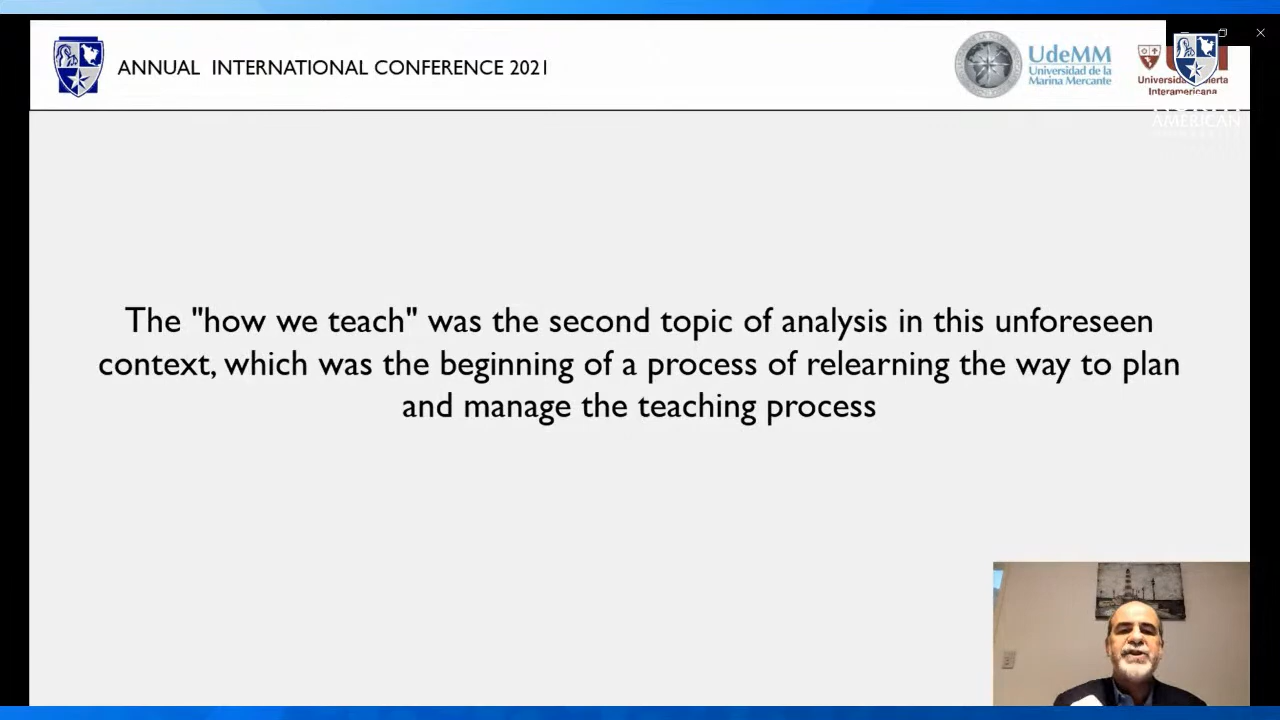 ANNUAL INTERNATIONAL CONFERENCE 2021
UdeMM
Universidad de la
Marina Mercante
Interamericana
AMERICAN
The "how we teach" was the second topic of analysis in this unforeseen
context, which was the beginning of a process of relearning the way to plan
and manage the teaching process